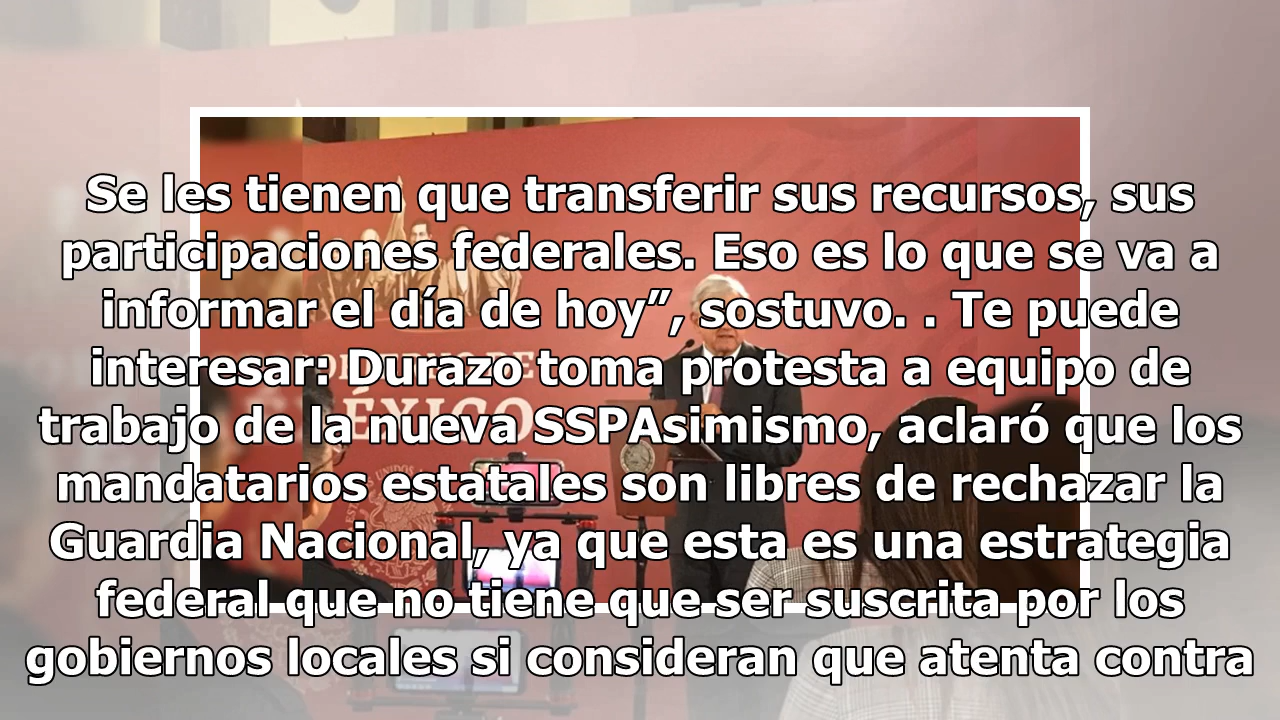 Se les tienen que transferir sus recursos, sus
participaciones federales. Eso es lo que se va a
informar el día de hoy”, sostuvo. . Te puede
interesar: Durazo toma protesta a equipo de
trabajo de la nueva SSPAsimismo, aclaró que los
mandatarios estatales son libres de rechazar la
Guardia Nacional, ya que esta es una estrategia
federal que no tiene que ser suscrita por los
gobiernos locales si consideran que atenta contra
MÉXICO